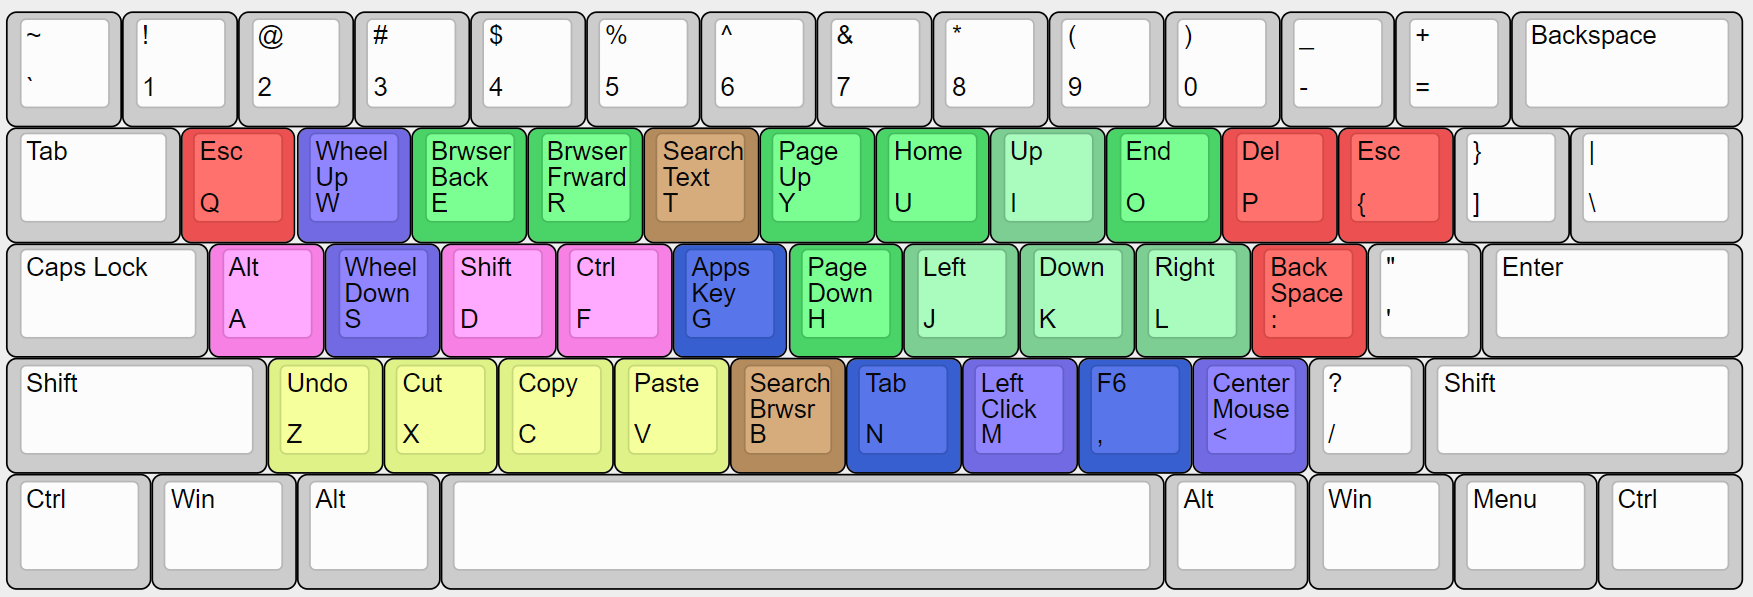 ~ ! @ # $ % ^ & * ( ) _ + Backspace
` 1 2 3 4 5 6 7 8 9 0 - =
Tab Esc Wheel Brwser Brwser Search Page Home Up End Del Esc } |
Up Back Frward Text Up
Q W E R T Y U I O P { ] \
Caps Lock Alt Wheel Shift Ctrl Apps Page Left Down Right Back " Enter
Down Key Down Space
A S D F G H J K L : '
Shift Undo Cut Copy Paste Search Tab Left F6 Center ? Shift
Brwsr Click Mouse
Z X C V B N M , < /
Ctrl Win Alt Alt Win Menu Ctrl